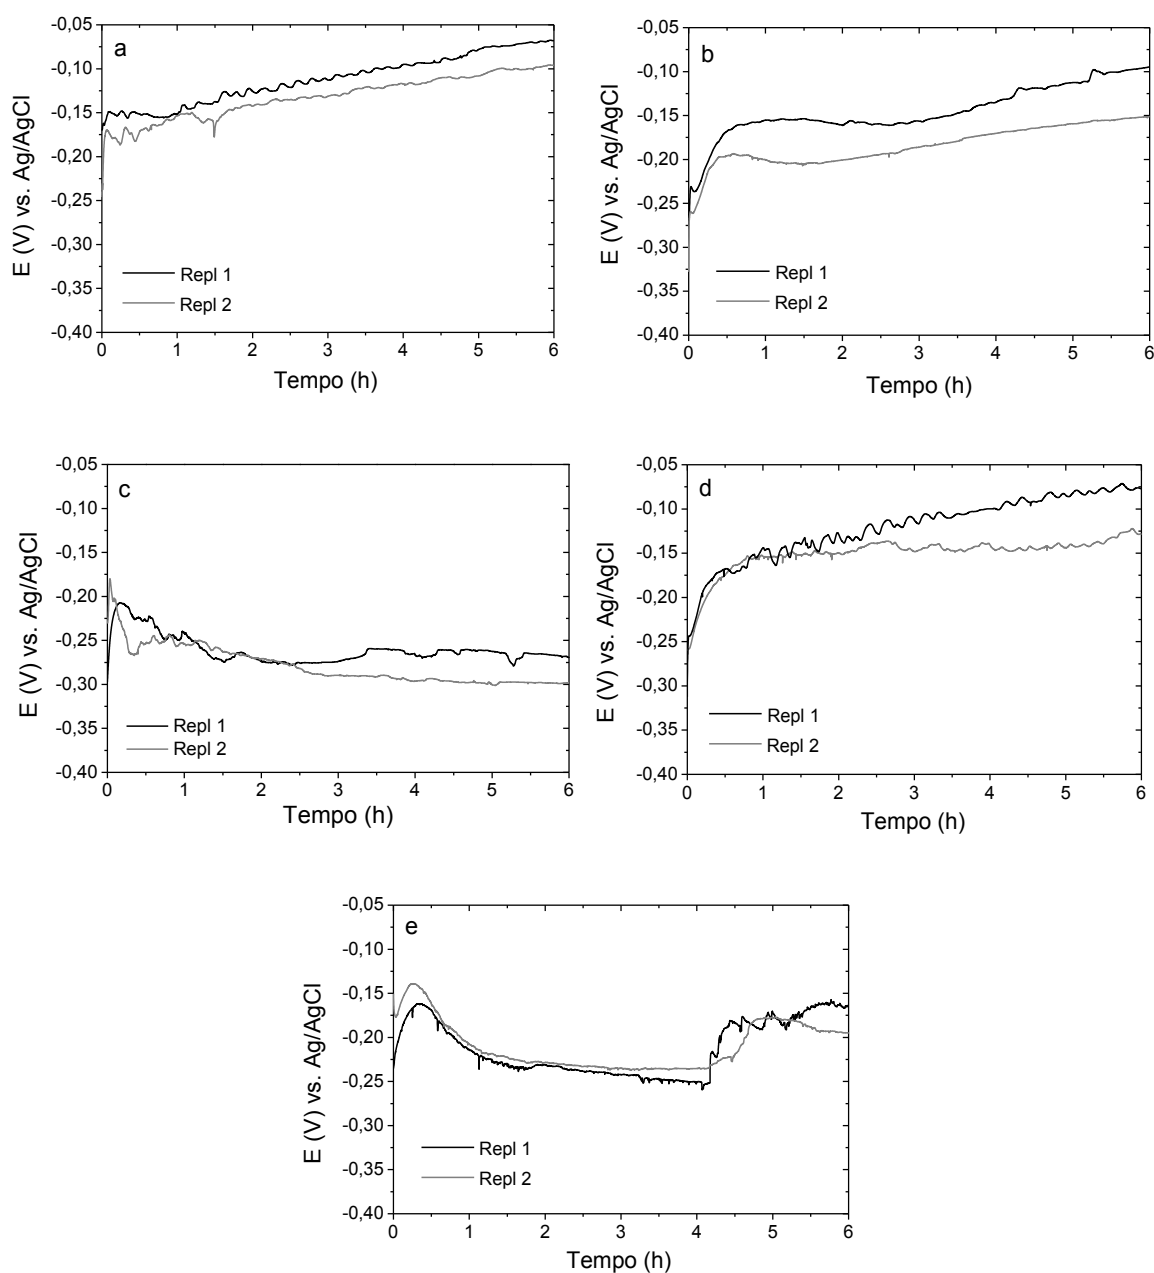 a
-0,05
-0,10
-0,15
-0,20
-0,25
-0,30
-0,35
-0,40
E (V) vs. Ag/AgCl
Repl 1
Repl 2
0 1 2 3 4 5 6
Tempo (h)
b
-0,05
-0,10
-0,15
-0,20
-0,25
-0,30
-0,35
-0,40
E (V) vs. Ag/AgCl
Repl 1
Repl 2
0 1 2 3 4 5 6
Tempo (h)
c
-0,05
-0,10
-0,15
-0,20
-0,25
-0,30
-0,35
-0,40
E (V) vs. Ag/AgCl
Repl 1
Repl 2
0 1 2 3 4 5 6
Tempo (h)
d
-0,05
-0,10
-0,15
-0,20
-0,25
-0,30
-0,35
-0,40
E (V) vs. Ag/AgCl
Repl 1
Repl 2
0 1 2 3 4 5 6
Tempo (h)
e
-0,05
-0,10
-0,15
-0,20
-0,25
-0,30
-0,35
-0,40
E (V) vs. Ag/AgCl
Repl 1
Repl 2
0 1 2 3 4 5 6
Tempo (h)